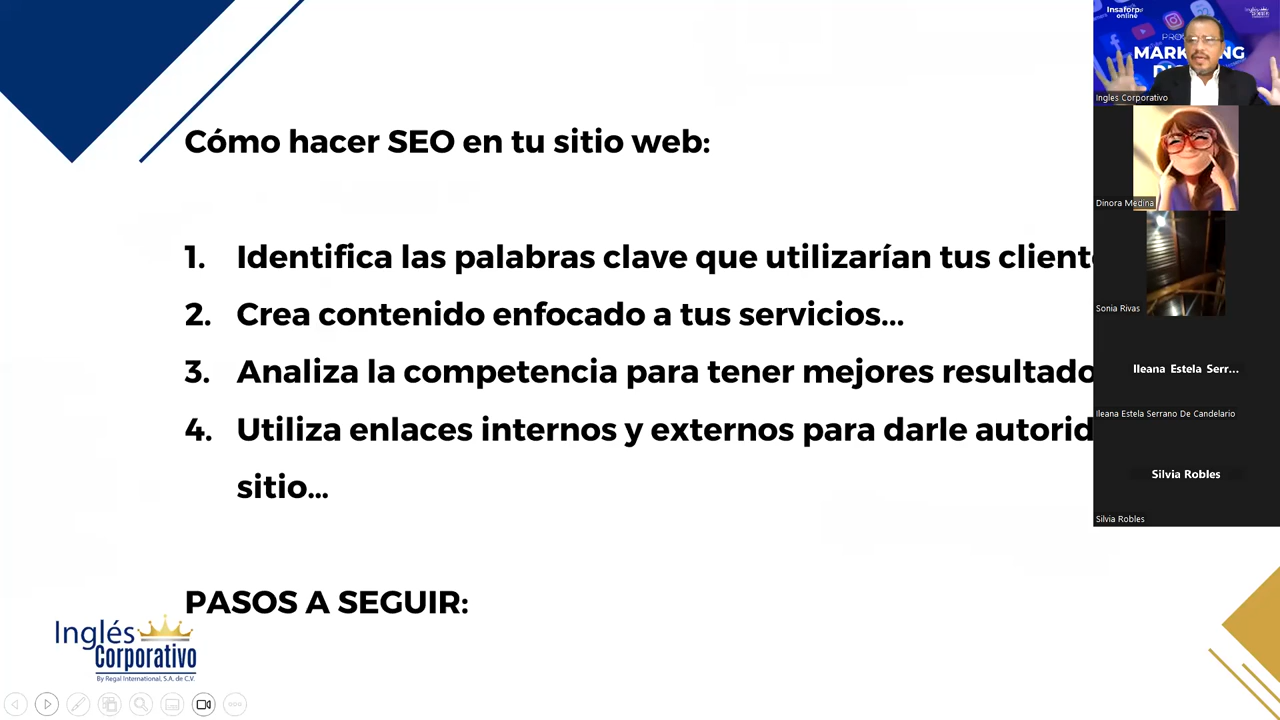 Cómo hacer SEO en tu sitio web:
1. Identifica las palabras clave que utilizarían tus
2. Crea contenido enfocado a tus servicios...
3. Analiza la competencia para tener mejores
4. Utiliza enlaces internos y externos para darle
sitio...
PASOS A SEGUIR:
Inglés
Corporativo
By Regal International, S.A. de C.V.
Insaforp
online
Ingles Corporativo
Dinora Medina
Sonia Rivas
Ileana Estela Serr...
Ileana Estela Serrano De Candelario
Silvia Robles
Silvia Robles